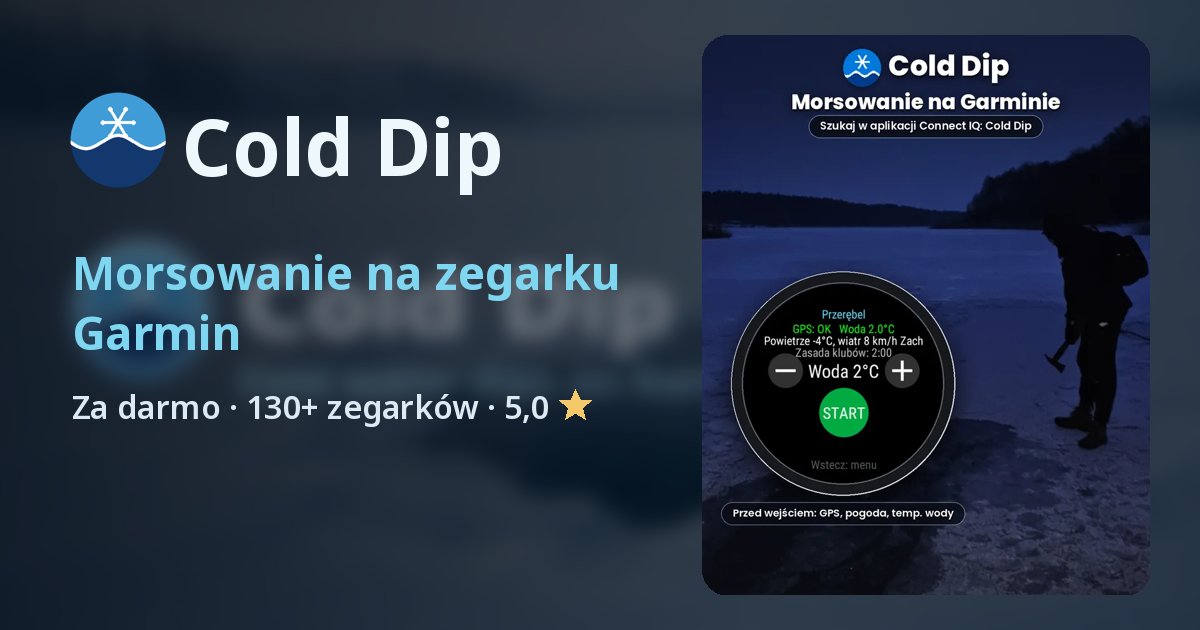 Cold Dip
Morsowanie na zegarku
Garmin
Za darmo · 130+ zegarków · 5,0
Cold Dip
Morsowanie na Garminie
Szukaj w aplikacji Connect IQ: Cold Dip
Przerębel
GPS: OK Woda 2.0°C
Powietrze -4°C, wiatr 8 km/h Zach
Zasada klubów: 2:00
− Woda 2°C +
START
Wstecz: menu
Przed wejściem: GPS, pogoda, temp. wody